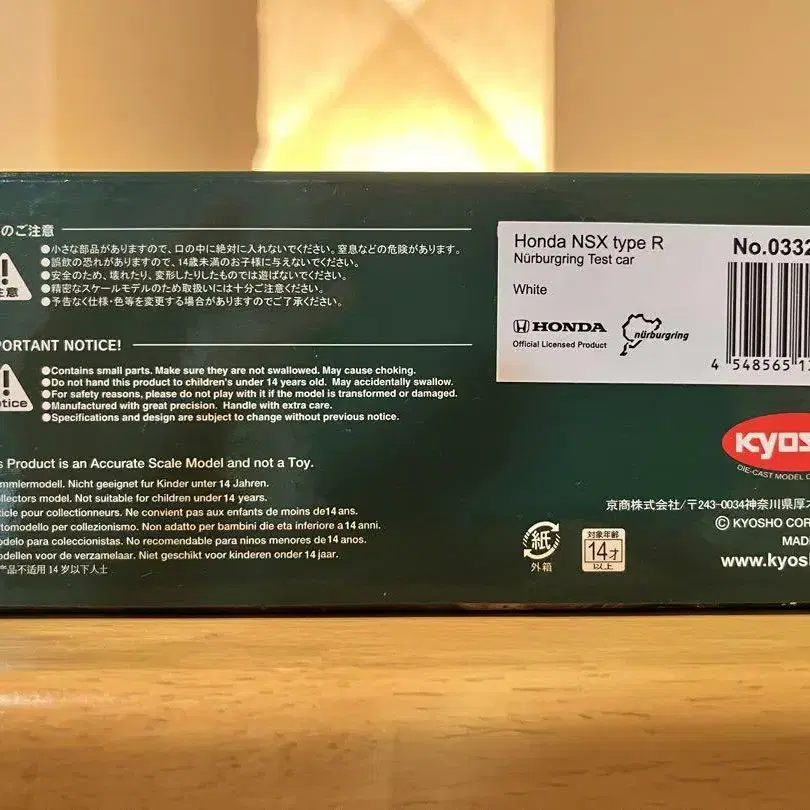 のご注意
●小さな部品がありますので、口の中に絶対に入れないでください。窒息などの危険があります。
●誤飲の恐れがありますので、14歳未満のお子様に与えないでください。
●安全のため、壊れたり、変形したりしたものでは遊ばないでください。
●精密なスケールモデルのため取扱いには十分ご注意ください。
●予告なく仕様・色等を変更する場合がありますのでご了承ください。
!
注意
PORTANT NOTICE!
●Contains small parts. Make sure they are not swallowed. May cause choking.
●Do not hand this product to children's under 14 years old. May accidentally swallow.
●For safety reasons, please do not play with it if the model is transformed or damaged.
●Manufactured with great precision. Handle with extra care.
●Specifications and design are subject to change without previous notice.
!
otice
s Product is an Accurate Scale Model and not a Toy.
mmlermodell. Nicht geeignet fur Kinder unter 14 Jahren.
llectors model. Not suitable for children under 14 years.
ticle pour collectionneurs. Ne convient pas aux enfants de moins de14 ans.
tomodello per collezionismo. Non adatto per bambini die eta inferiore a 14 anni.
odelo para coleccionistas. No recomendable para ninos menores de 14 anos.
odellen voor de verzamelaar. Niet geschikt voor kinderen onder 14 jaar.
产品不适用 14 岁以下人士
Honda NSX type R
Nürburgring Test car
White
No.0332
HONDA
Official Licensed Product
nürburgring
4 548565 1
KYOS
DIE-CAST MODEL
京商株式会社/〒243-0034神奈川県厚木
© KYOSHO COR
MAD
www.kyosh
紙
外箱
対象年齢
14才
以上